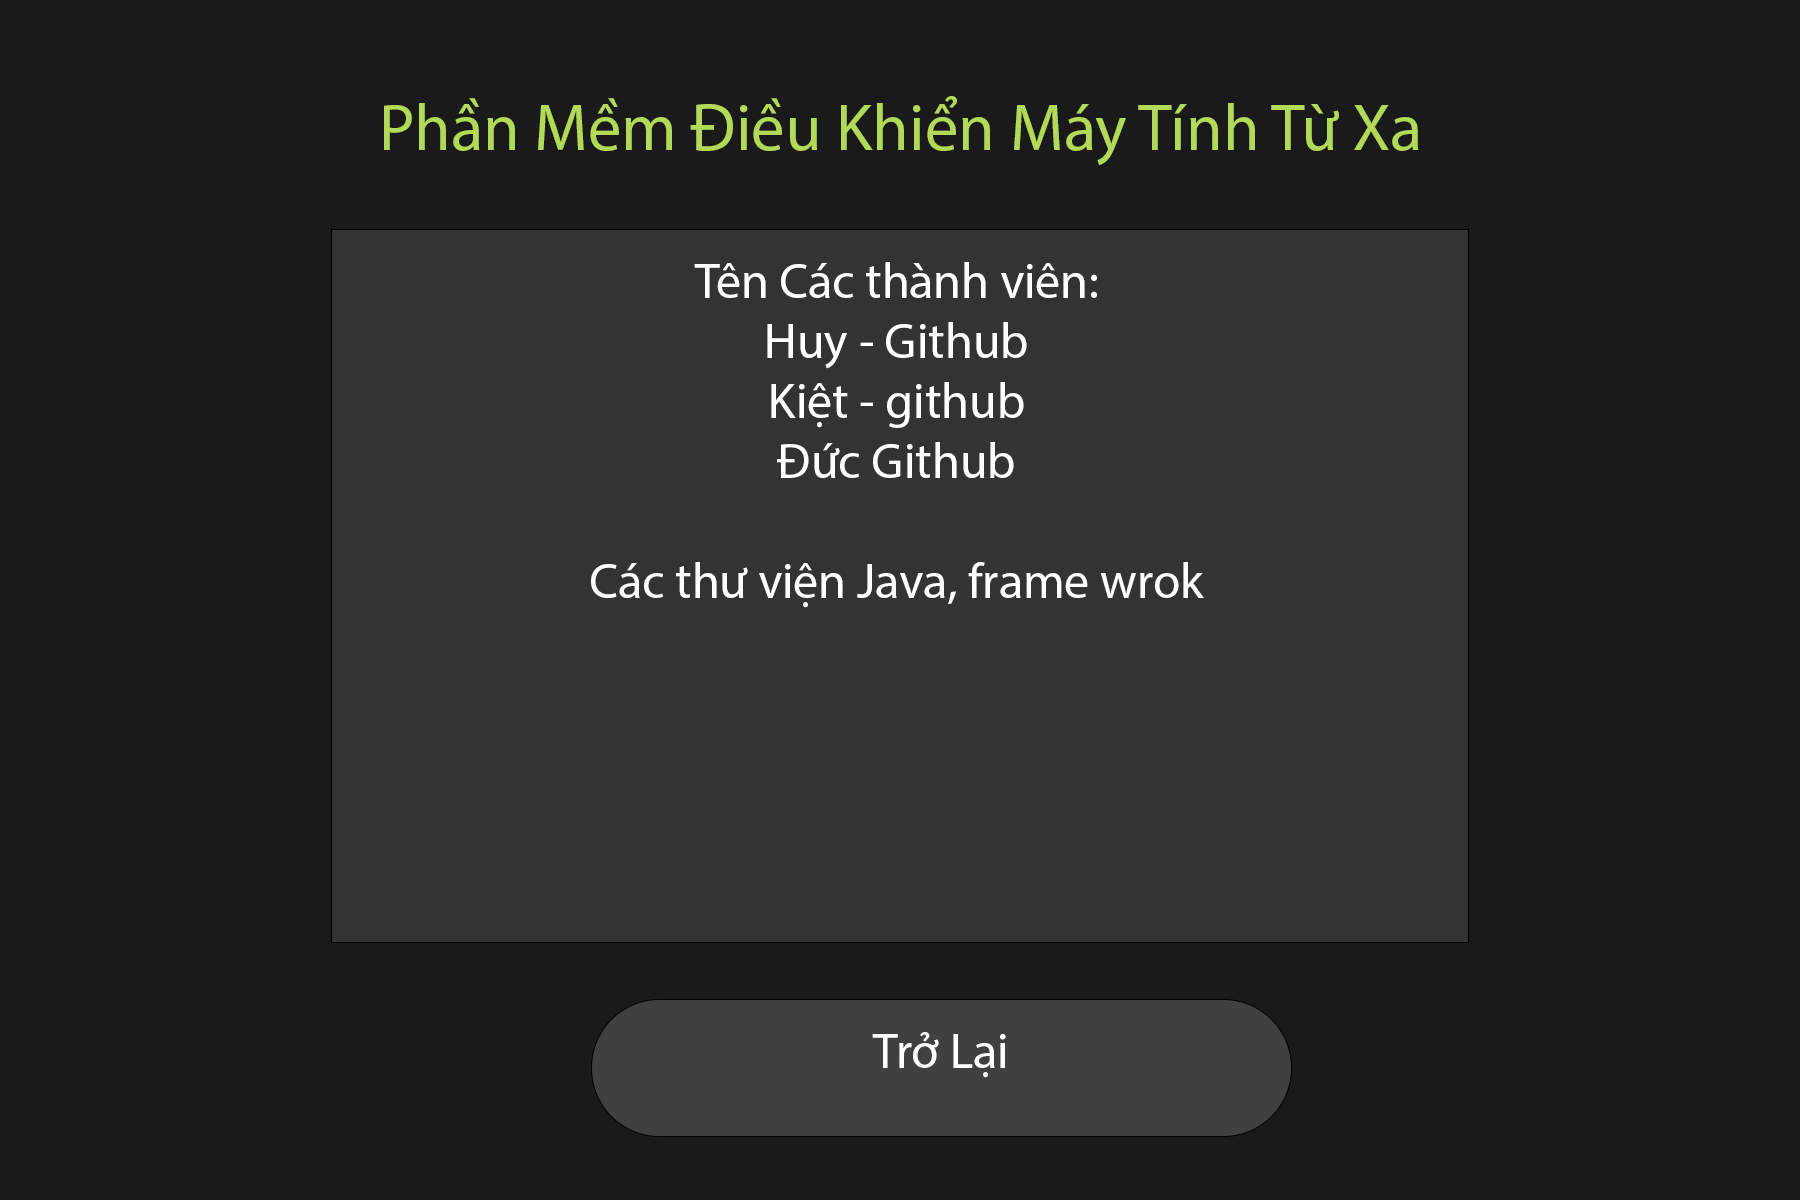 Phần Mềm Điều Khiển Máy Tính Từ Xa
Tên Các thành viên:
Huy - Github
Kiệt - github
Đức Github
Các thư viện Java, frame wrok
Trở Lại